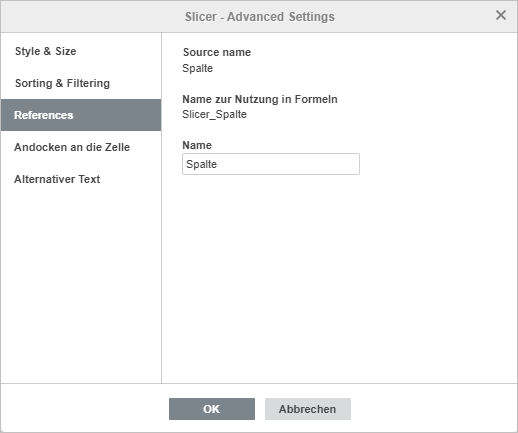 Slicer - Advanced Settings
Style & Size
Sorting & Filtering
References
Andocken an die Zelle
Alternativer Text
Source name
Spalte
Name zur Nutzung in Formeln
Slicer_Spalte
Name
Spalte
OK
Abbrechen